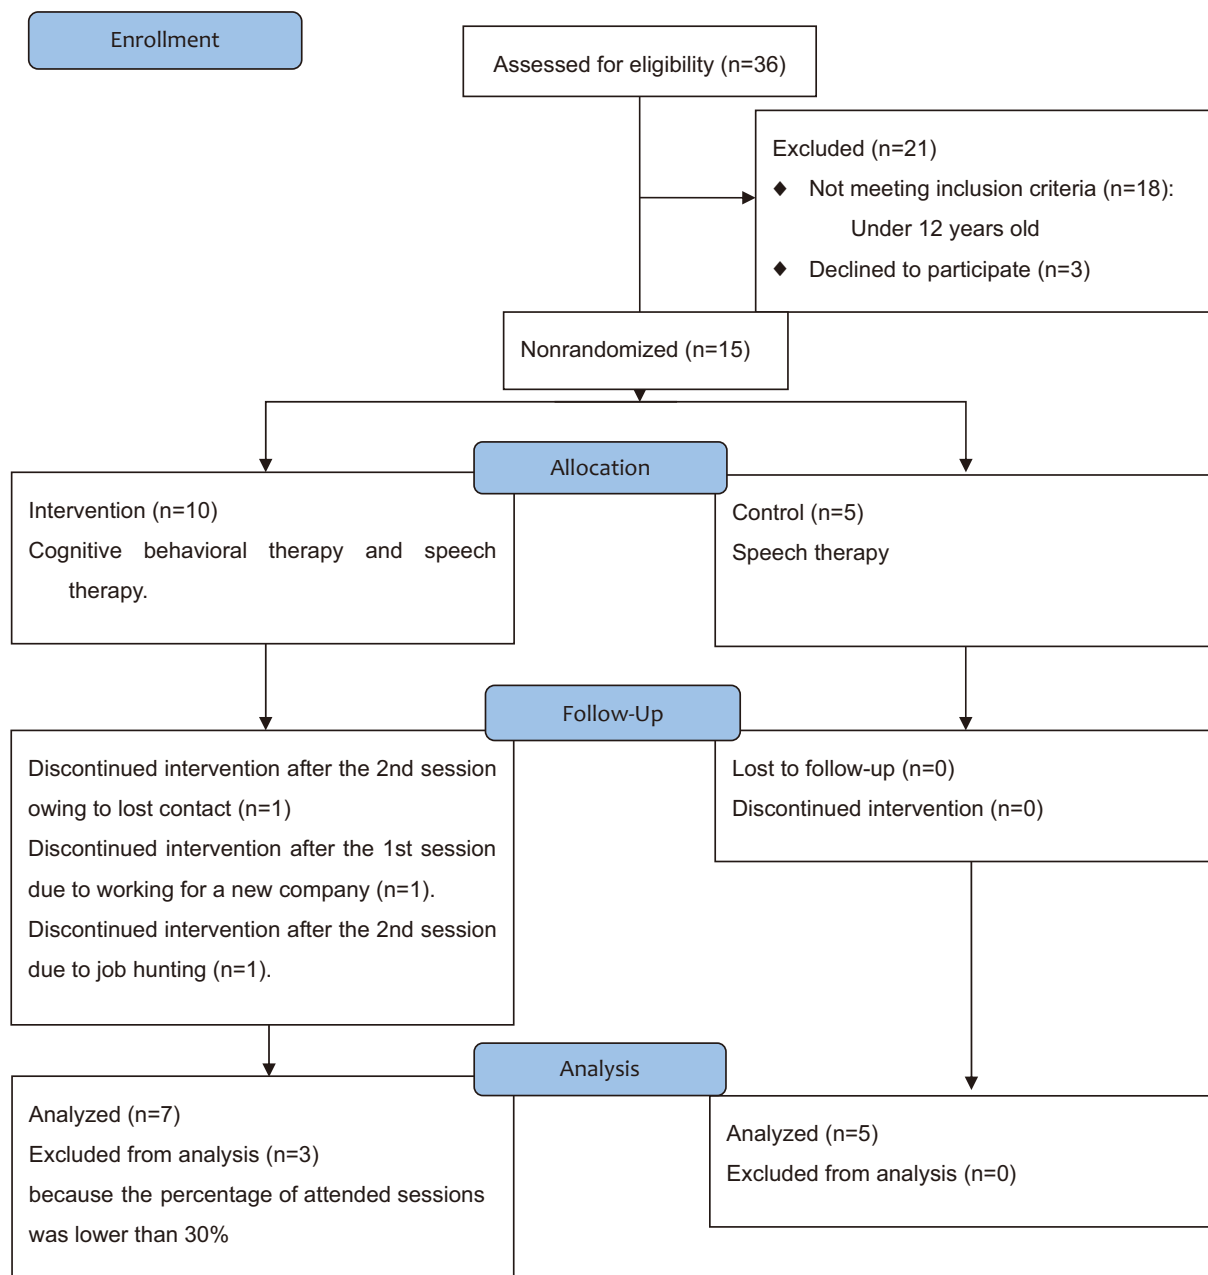 Enrollment
Assessed for eligibility (n=36)
Excluded (n=21)
♦ Not meeting inclusion criteria (n=18):
Under 12 years old
♦ Declined to participate (n=3)
Nonrandomized (n=15)
Allocation
Intervention (n=10)
Cognitive behavioral therapy and speech
therapy.
Control (n=5)
Speech therapy
Follow-Up
Discontinued intervention after the 2nd session
owing to lost contact (n=1)
Discontinued intervention after the 1st session
due to working for a new company (n=1).
Discontinued intervention after the 2nd session
due to job hunting (n=1).
Lost to follow-up (n=0)
Discontinued intervention (n=0)
Analysis
Analyzed (n=7)
Excluded from analysis (n=3)
because the percentage of attended sessions
was lower than 30%
Analyzed (n=5)
Excluded from analysis (n=0)